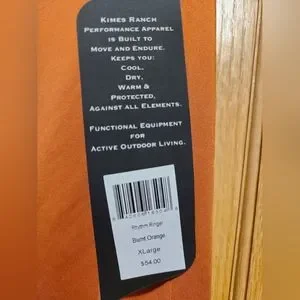 Kimes Ranch
Performance Apparel
is Built to
Move and Endure.
Keeps you:
Cool,
Dry,
Warm &
Protected,
Against all Elements.
Functional Equipment
for
Active Outdoor Living.
Burnt Orange
XLarge
$54.00